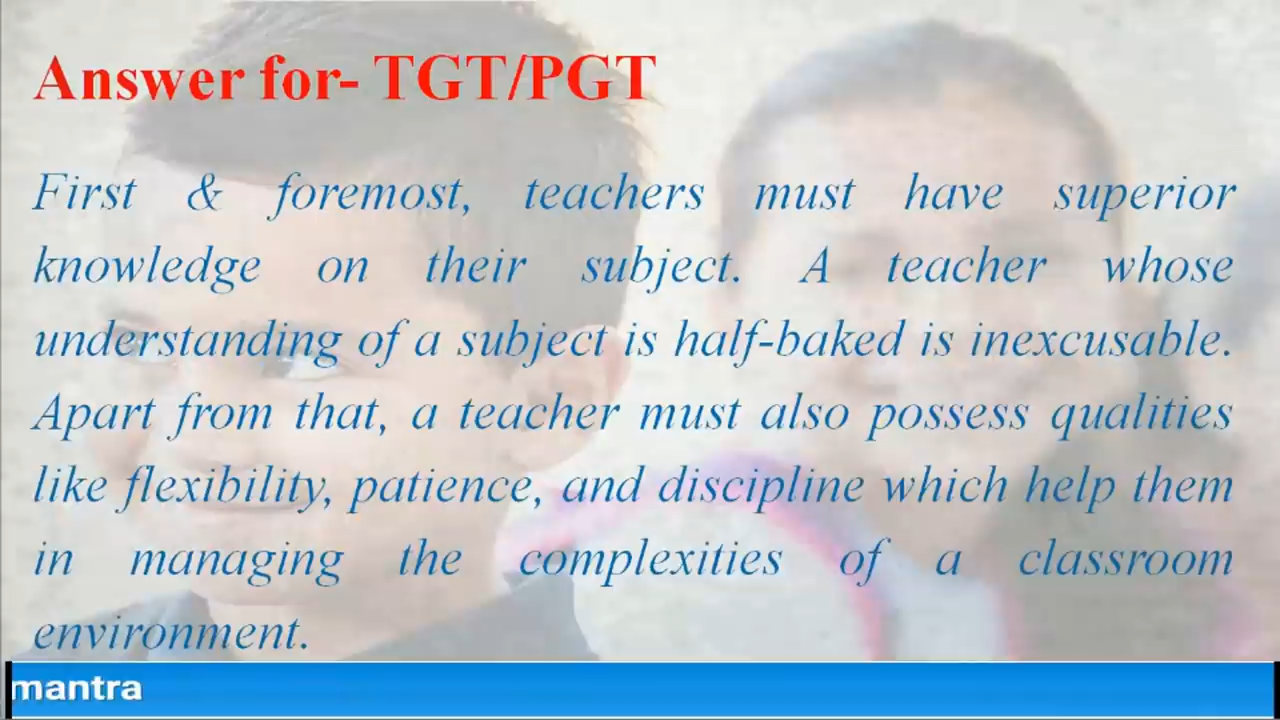 Answer for- TGT/PGT
First & foremost, teachers must have superior
knowledge on their subject. A teacher whose
understanding of a subject is half-baked is inexcusable.
Apart from that, a teacher must also possess qualities
like flexibility, patience, and discipline which help them
in managing the complexities of a classroom
environment.
mantra